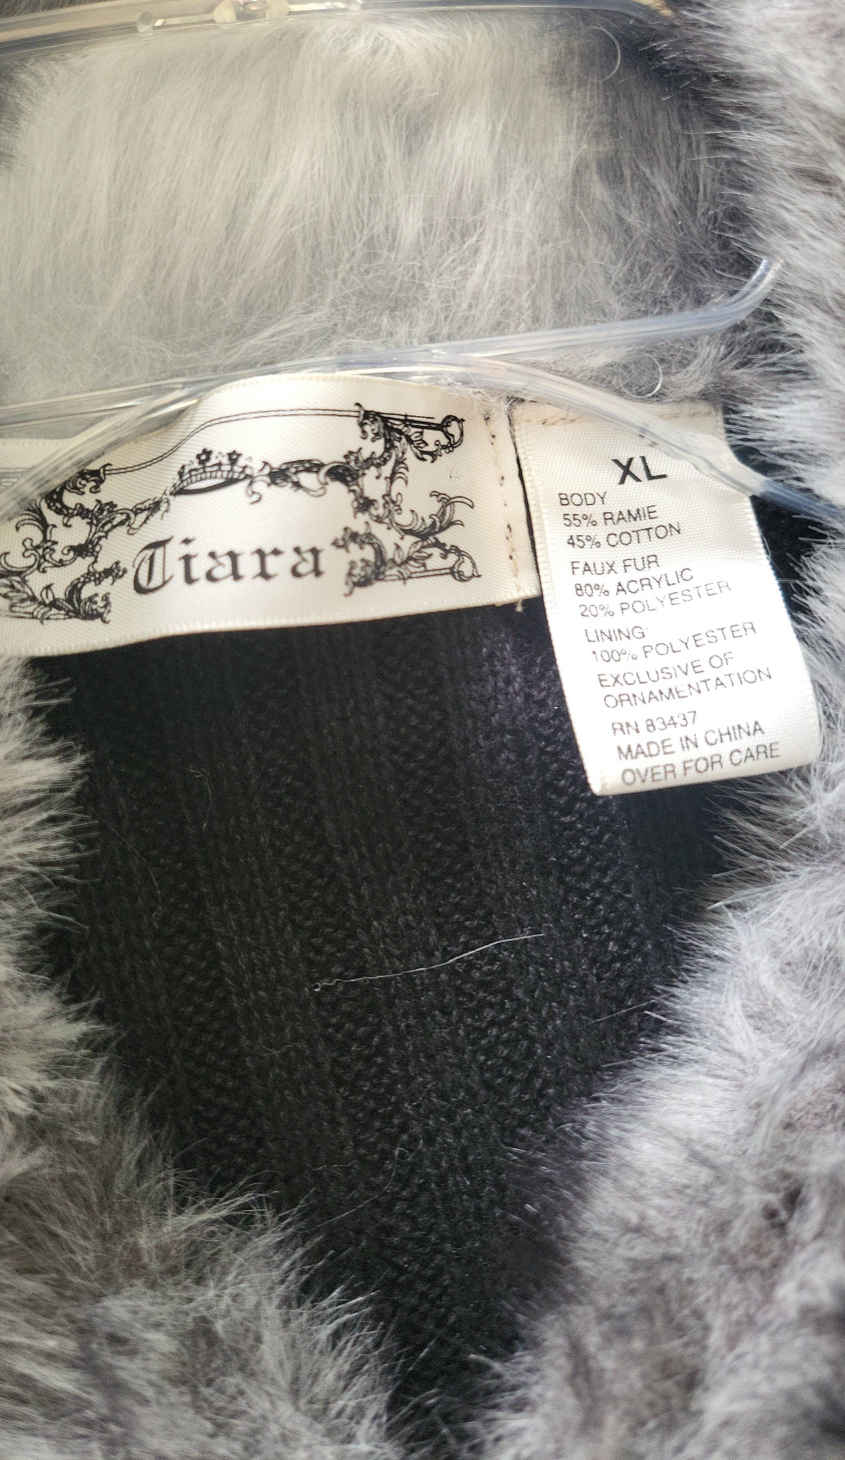 Tiara
XL
BODY
55% RAMIE
45% COTTON
FAUX FUR
80% ACRYLIC
20% POLYESTER
LINING
100% POLYESTER
EXCLUSIVE OF
ORNAMENTATION
RN 83437
MADE IN CHINA
OVER FOR CARE